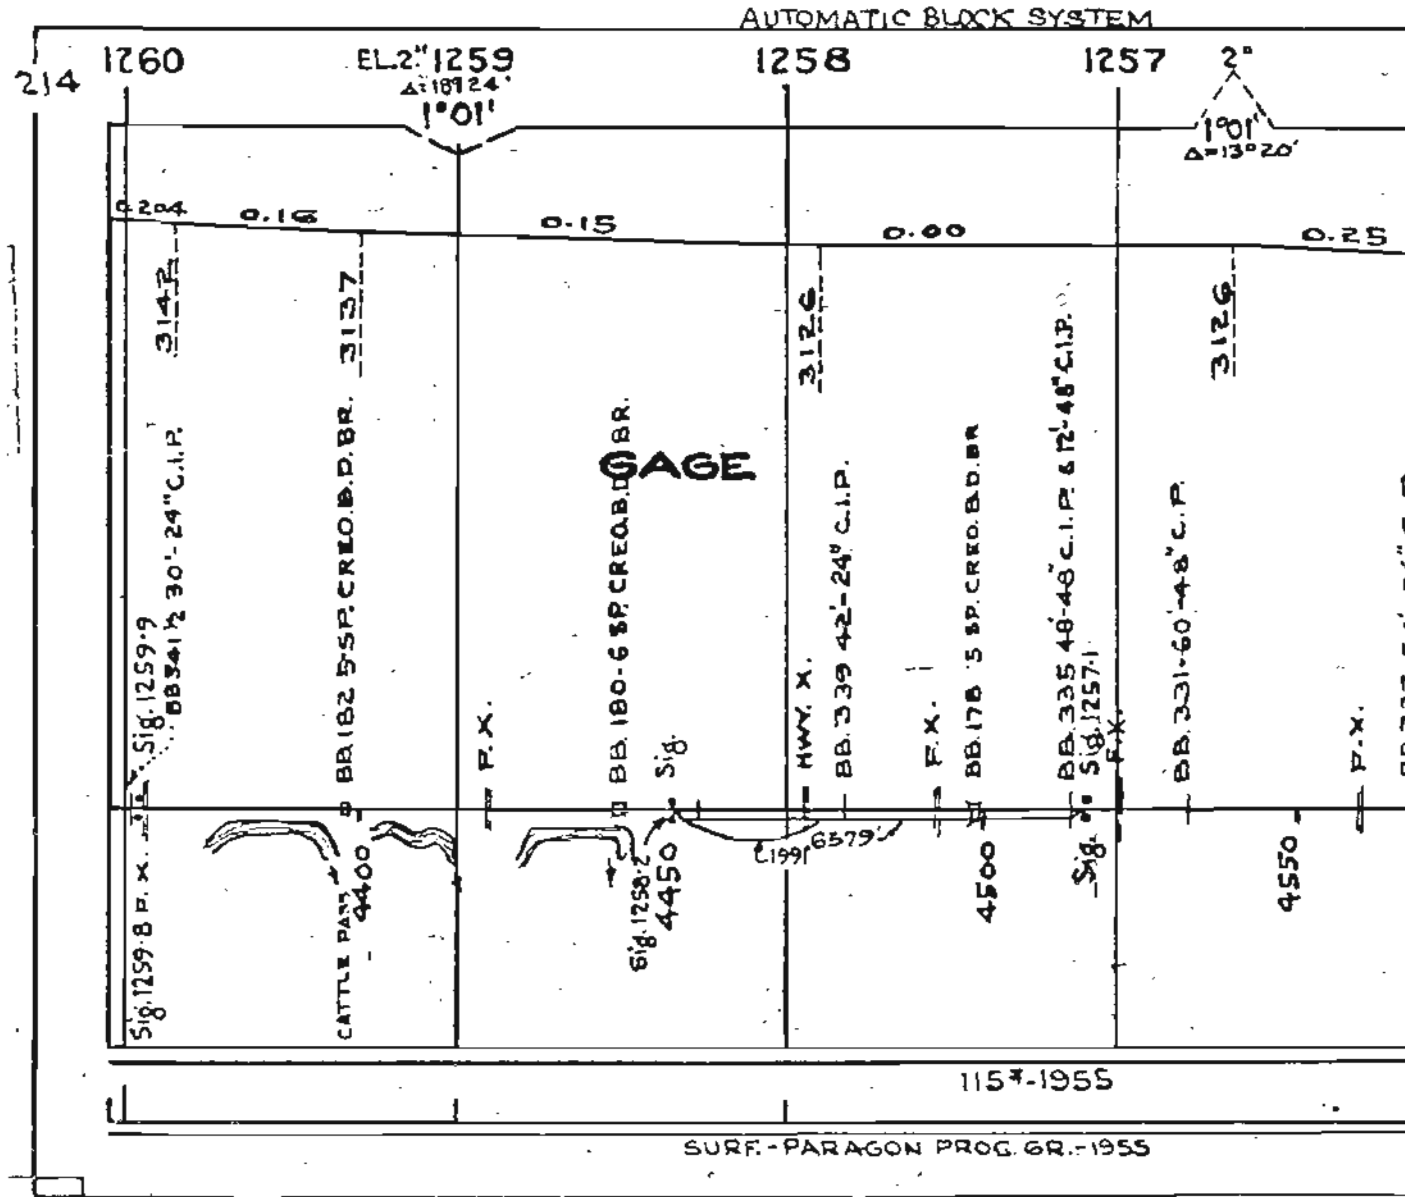 AUTOMATIC BLOCK SYSTEM
214
1260
EL.2" 1259
1258
1257
2"
1°01'
1°01'
Δ=13°20'
0.204
0.16
0.15
0.00
0.25
3142
3137
3126
3126
GAGE
Sig. 1259.9
BB341½ 30'-24" C.I.P.
BB.182 5-SP. CREO. B.D. BR.
P.X.
BB. 180-6 SP. CREO. B.D. BR.
Sig.
HWY. X.
BB. 339 42'-24" C.I.P.
P.X.
BB. 178 5 SP. CREO. B.D. BR
BB. 335 48'-48" C.I.P. & 12'-48" C.I.P.
Sig. 1257.1
P.X.
BB. 331-60'-48" C.P.
P.X.
Sig. 1259.8 P.X.
CATTLE PASS
4400
Sig. 1258.2
4450
1991'
6579'
4500
Sig.
4550
115#-1955
SURF.-PARAGON PROG. GR.-1955